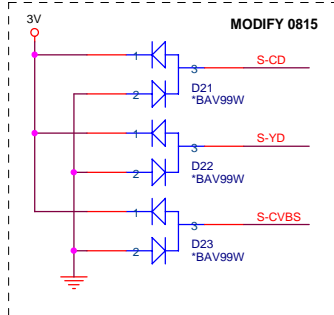 3V
MODIFY 0815
1
3
S-CD
2
D21
*BAV99W
1
3
S-YD
2
D22
*BAV99W
1
3
S-CVBS
2
D23
*BAV99W